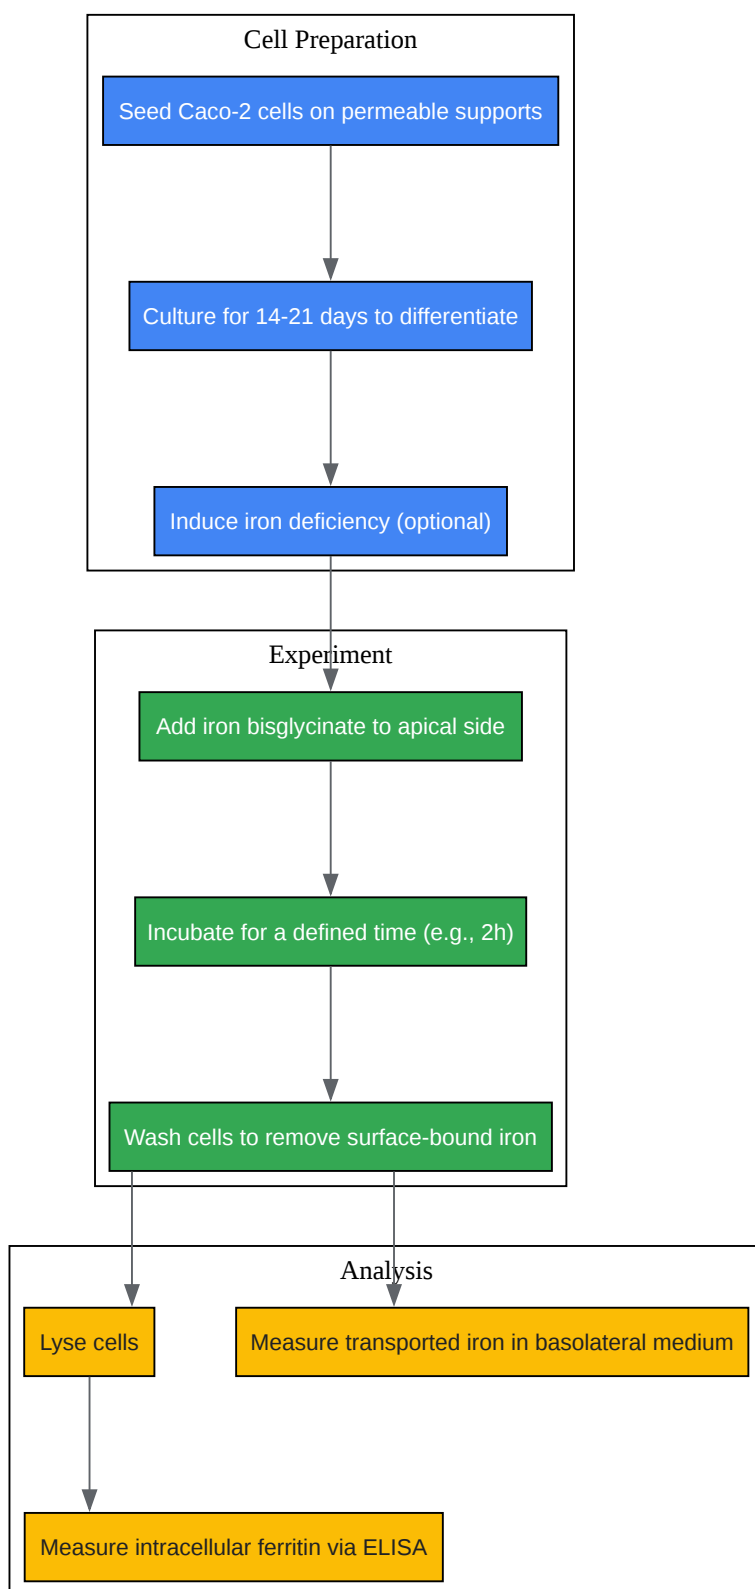 Cell Preparation
Seed Caco-2 cells on permeable supports
Culture for 14-21 days to differentiate
Induce iron deficiency (optional)
Experiment
Add iron bisglycinate to apical side
Incubate for a defined time (e.g., 2h)
Wash cells to remove surface-bound iron
Analysis
Lyse cells
Measure transported iron in basolateral medium
Measure intracellular ferritin via ELISA